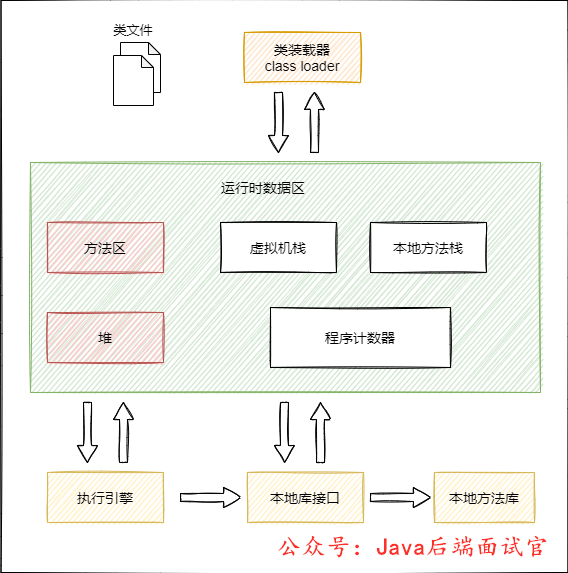 类文件
类装载器
class loader
运行时数据区
方法区
虚拟机栈
本地方法栈
堆
程序计数器
执行引擎
本地库接口
本地方法库
公众号：Java后端面试官